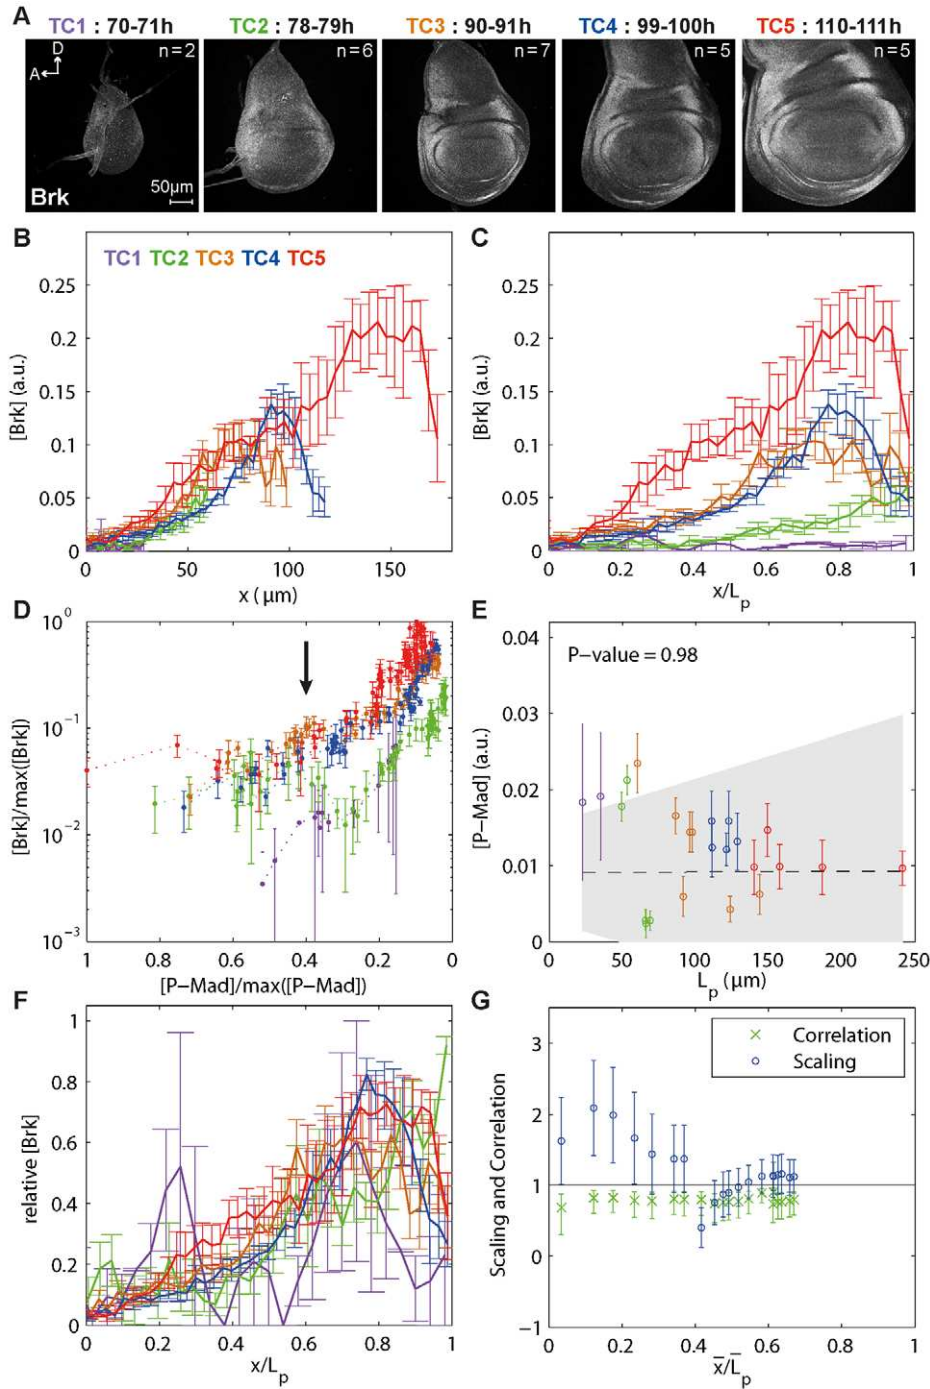 A TC1 : 70-71h TC2 : 78-79h TC3 : 90-91h TC4 : 99-100h TC5 : 110-111h
n=2 n=6 n=7 n=5 n=5
D
A
Brk 50μm
B C
TC1 TC2 TC3 TC4 TC5
0.25 0.25
0.2 0.2
0.15 0.15
0.1 0.1
0.05 0.05
0 0
[Brk] (a.u.) [Brk] (a.u.)
0 50 100 150 0 0.2 0.4 0.6 0.8 1
x (μm) x/Lp
D E
10⁰ 0.04
P−value = 0.98
0.03
10⁻¹
0.02
10⁻²
0.01
10⁻³ 0
[Brk]/max([Brk]) [P−Mad] (a.u.)
1 0.8 0.6 0.4 0.2 0 0 50 100 150 200 250
[P−Mad]/max([P−Mad]) Lp (μm)
F G
1
3 Correlation
0.8 Scaling
2
0.6
1
0.4
0.2 0
0 −1
relative [Brk] Scaling and Correlation
0 0.2 0.4 0.6 0.8 1 0 0.2 0.4 0.6 0.8 1
x/Lp x̄/L̄p